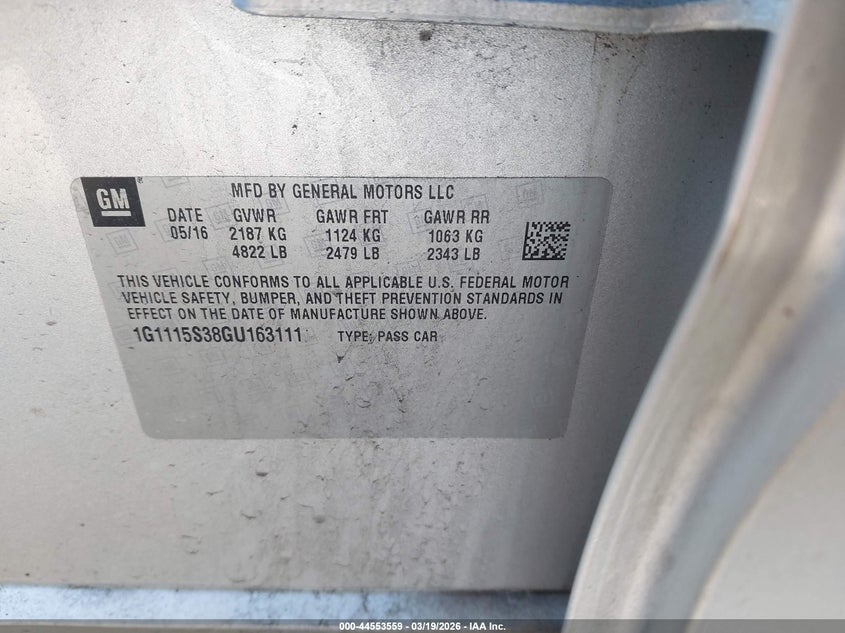 GM
MFD BY GENERAL MOTORS LLC
DATE GVWR GAWR FRT GAWR RR
05/16 2187 KG 1124 KG 1063 KG
4822 LB 2479 LB 2343 LB
THIS VEHICLE CONFORMS TO ALL APPLICABLE U.S. FEDERAL MOTOR
VEHICLE SAFETY, BUMPER, AND THEFT PREVENTION STANDARDS IN
EFFECT ON THE DATE OF MANUFACTURE SHOWN ABOVE.
1G1115S38GU163111 TYPE: PASS CAR
000-44553559 — 03/19/2026 — IAA Inc.